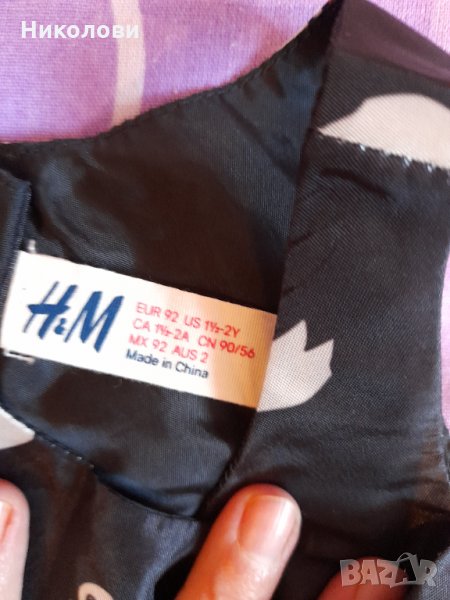 Николови
H&M
EUR 92 US 1½-2Y
CA 1½-2A CN 90/56
MX 92 AUS 2
Made in China
BAZAR